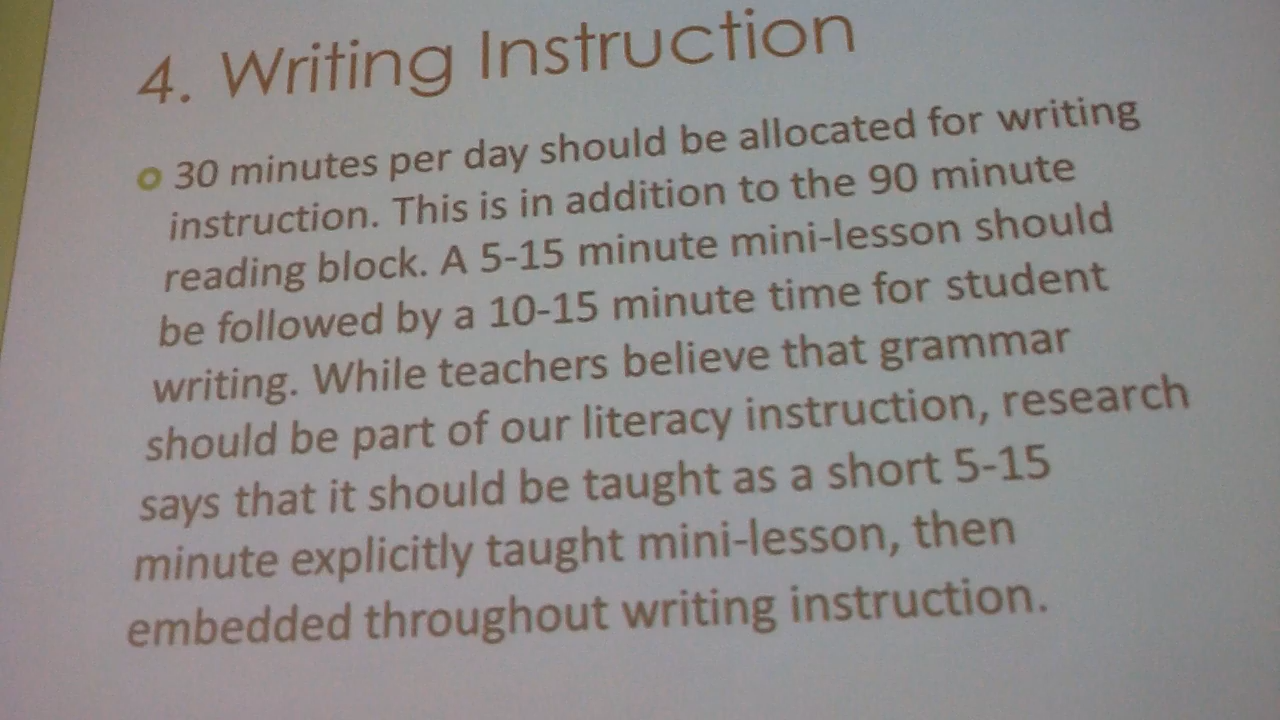 4. Writing Instruction
30 minutes per day should be allocated for writing
instruction. This is in addition to the 90 minute
reading block. A 5-15 minute mini-lesson should
be followed by a 10-15 minute time for student
writing. While teachers believe that grammar
should be part of our literacy instruction, research
says that it should be taught as a short 5-15
minute explicitly taught mini-lesson, then
embedded throughout writing instruction.